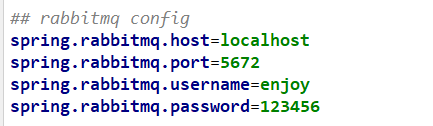 ## rabbitmq config
spring.rabbitmq.host=localhost
spring.rabbitmq.port=5672
spring.rabbitmq.username=enjoy
spring.rabbitmq.password=123456